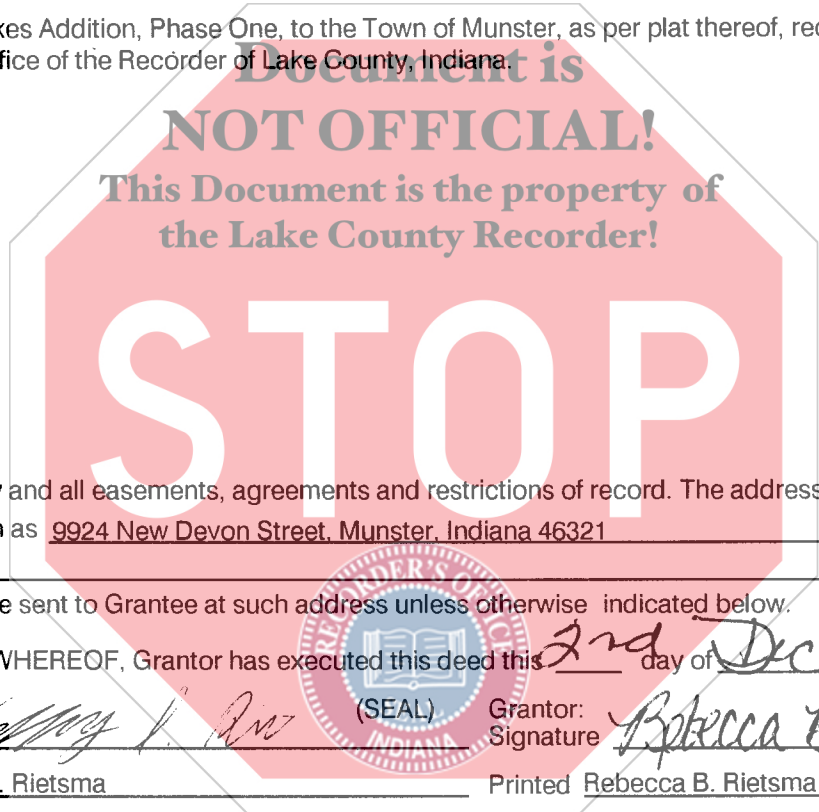 kes Addition, Phase One, to the Town of Munster, as per plat thereof, rec
fice of the Recorder of Lake County, Indiana.
Document is
NOT OFFICIAL!
This Document is the property of
the Lake County Recorder!
STOP
and all easements, agreements and restrictions of record. The address
as 9924 New Devon Street, Munster, Indiana 46321
e sent to Grantee at such address unless otherwise indicated below.
WHEREOF, Grantor has executed this deed this 2nd day of Dec
(SEAL) Grantor:
Signature Rebecca
. Rietsma Printed Rebecca B. Rietsma
RECORDER'S OFFICE
INDIANA